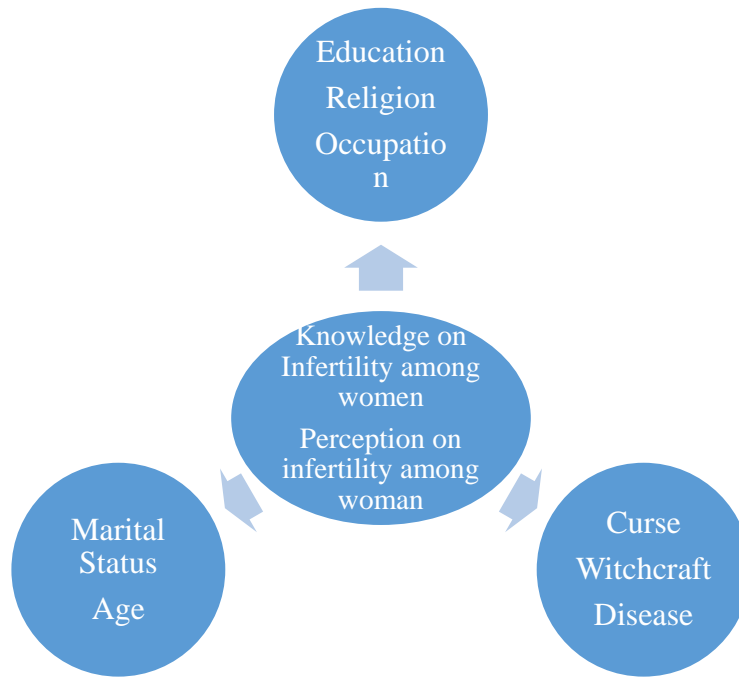 Education
Religion
Occupatio
n
Knowledge on
Infertility among
women
Perception on
infertility among
woman
Marital
Status
Age
Curse
Witchcraft
Disease